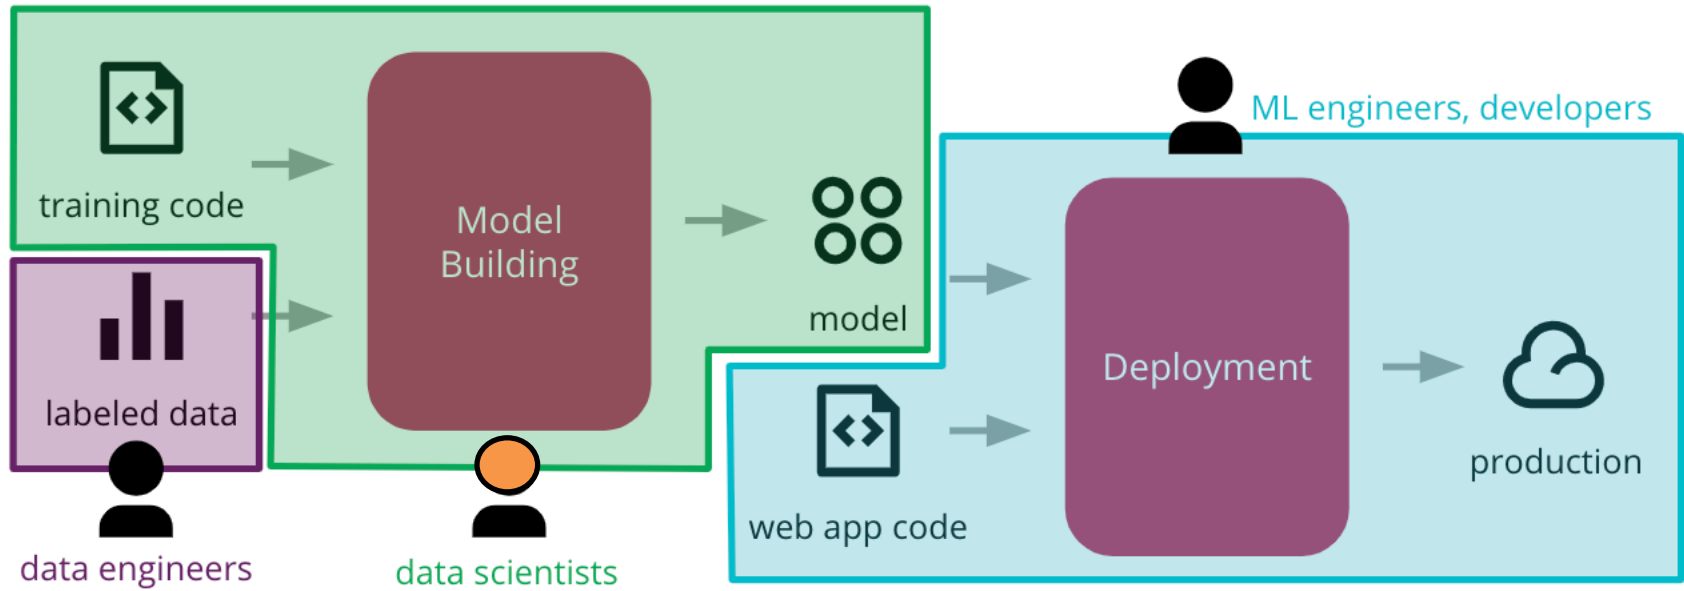 training code
labeled data
data engineers
Model
Building
data scientists
model
ML engineers, developers
web app code
Deployment
production